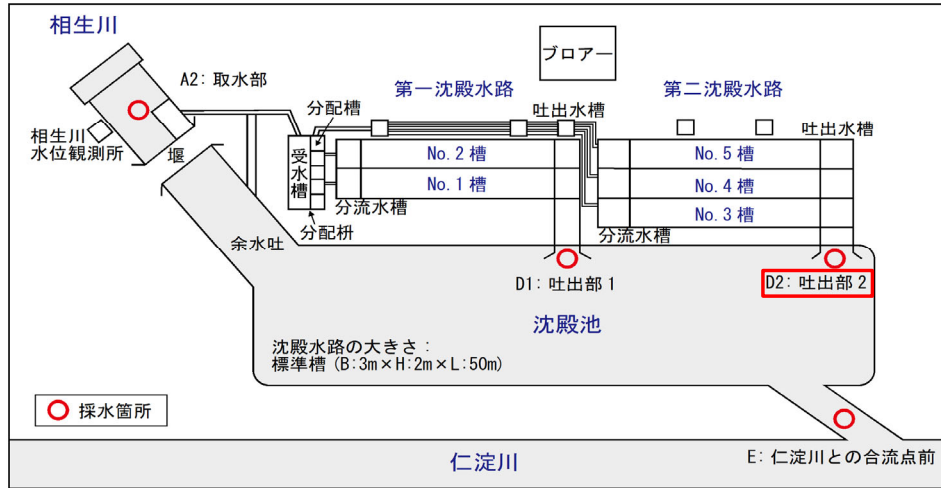 相生川
ブロアー
A2: 取水部
第一沈殿水路
第二沈殿水路
分配槽
吐出水槽
吐出水槽
相生川
水位観測所
堰
受水槽
No. 2 槽
No. 1 槽
No. 5 槽
No. 4 槽
No. 3 槽
分流水槽
分流水槽
分配枡
余水吐
D1: 吐出部 1
D2: 吐出部 2
沈殿池
沈殿水路の大きさ:
標準槽 (B:3m×H:2m×L:50m)
採水箇所
E: 仁淀川との合流点前
仁淀川